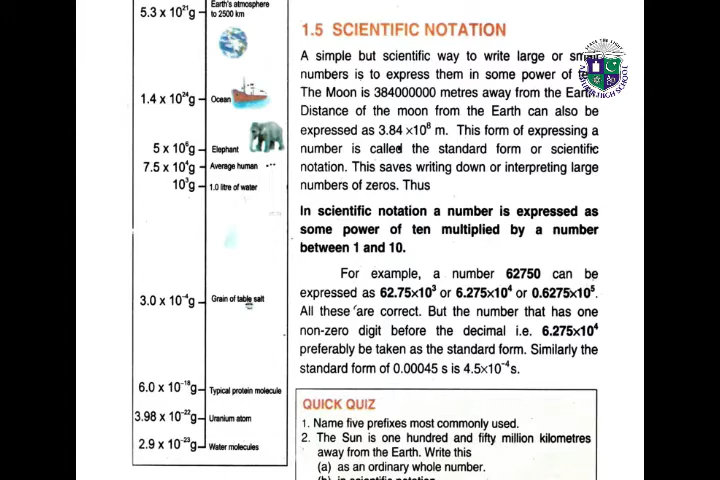 5.3 x 10²¹g
Earth's atmosphere
to 2500 km
1.4 x 10²⁴g
Ocean
5 x 10⁶g
Elephant
7.5 x 10⁴g
Average human
10³g
1.0 litre of water
3.0 x 10⁻⁴g
Grain of table salt
6.0 x 10⁻¹⁸g
Typical protein molecule
3.98 x 10⁻²²g
Uranium atom
2.9 x 10⁻²³g
Water molecules
1.5 SCIENTIFIC NOTATION
A simple but scientific way to write large or small
numbers is to express them in some power of
The Moon is 384000000 metres away from the Earth.
Distance of the moon from the Earth can also be
expressed as 3.84 ×10⁸ m. This form of expressing a
number is called the standard form or scientific
notation. This saves writing down or interpreting large
numbers of zeros. Thus
In scientific notation a number is expressed as
some power of ten multiplied by a number
between 1 and 10.
For example, a number 62750 can be
expressed as 62.75×10³ or 6.275×10⁴ or 0.6275×10⁵.
All these are correct. But the number that has one
non-zero digit before the decimal i.e. 6.275×10⁴
preferably be taken as the standard form. Similarly the
standard form of 0.00045 s is 4.5×10⁻⁴s.
QUICK QUIZ
1. Name five prefixes most commonly used.
2. The Sun is one hundred and fifty million kilometres
away from the Earth. Write this
(a) as an ordinary whole number.
(b) in scientific notation